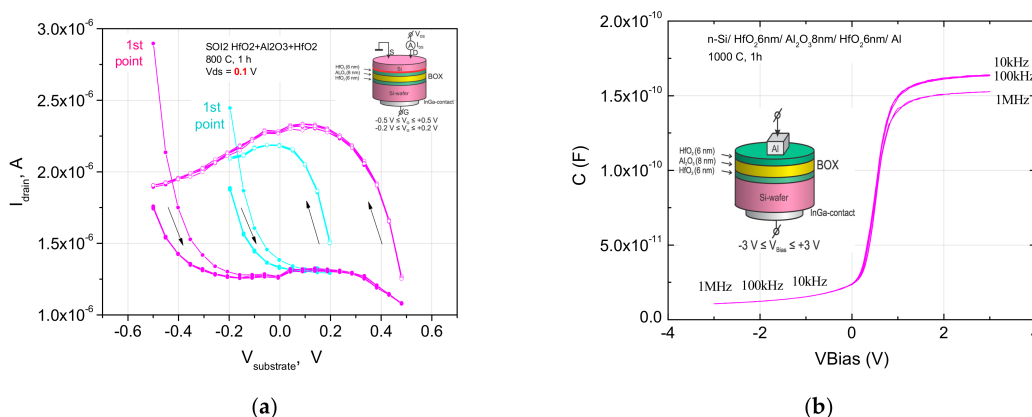 3.0x10⁻⁶
2.5x10⁻⁶
2.0x10⁻⁶
1.5x10⁻⁶
1.0x10⁻⁶
I_drain, A
-0.6 -0.4 -0.2 0.0 0.2 0.4 0.6
V_substrate, V
1st
point
SOI2 HfO2+Al2O3+HfO2
800 C, 1 h
Vds = 0.1 V
1st
point
V_DS
A I_DS
S D
HfO₂(8 nm)
Al₂O₃(8 nm)
HfO₂(8 nm)
Si
BOX
Si-wafer
InGa-contact
G
-0.5 V ≤ V_G ≤ +0.5 V
-0.2 V ≤ V_G ≤ +0.2 V
(a)
2.0x10⁻¹⁰
1.5x10⁻¹⁰
1.0x10⁻¹⁰
5.0x10⁻¹¹
0.0
C (F)
-4 -2 0 2 4
VBias (V)
n-Si/ HfO₂6nm/ Al₂O₃8nm/ HfO₂6nm/ Al
1000 C, 1h
10kHz
100kHz
1MHz
Al
HfO₂(6 nm)
Al₂O₃(8 nm)
HfO₂(6 nm)
BOX
Si-wafer
InGa-contact
-3 V ≤ V_Bias ≤ +3 V
1MHz 100kHz 10kHz
(b)